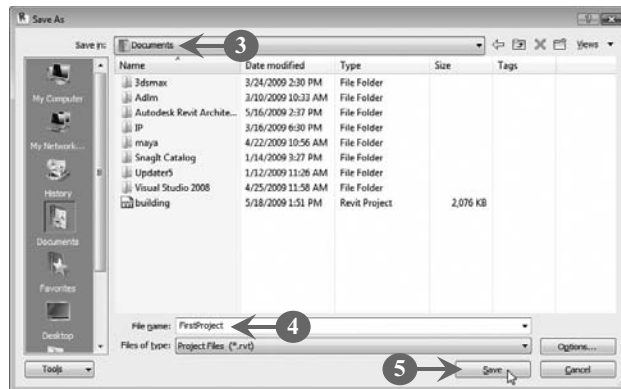 Save As
Save in: Documents 3 Views
Name Date modified Type Size Tags
3dsmax 3/24/2009 2:30 PM File Folder
Adlm 3/10/2009 10:33 AM File Folder
Autodesk Revit Archite... 5/16/2009 2:37 PM File Folder
IP 3/16/2009 6:30 PM File Folder
maya 4/22/2009 10:56 AM File Folder
SnagIt Catalog 1/14/2009 3:27 PM File Folder
Updater5 1/12/2009 11:26 AM File Folder
Visual Studio 2008 4/25/2009 11:58 AM File Folder
building 5/18/2009 1:51 PM Revit Project 2,076 KB
My Computer
My Network...
History
Documents
Favorites
Desktop
File name: FirstProject 4
Files of type: Project Files (*.rvt) Options...
Tools 5 Save Cancel